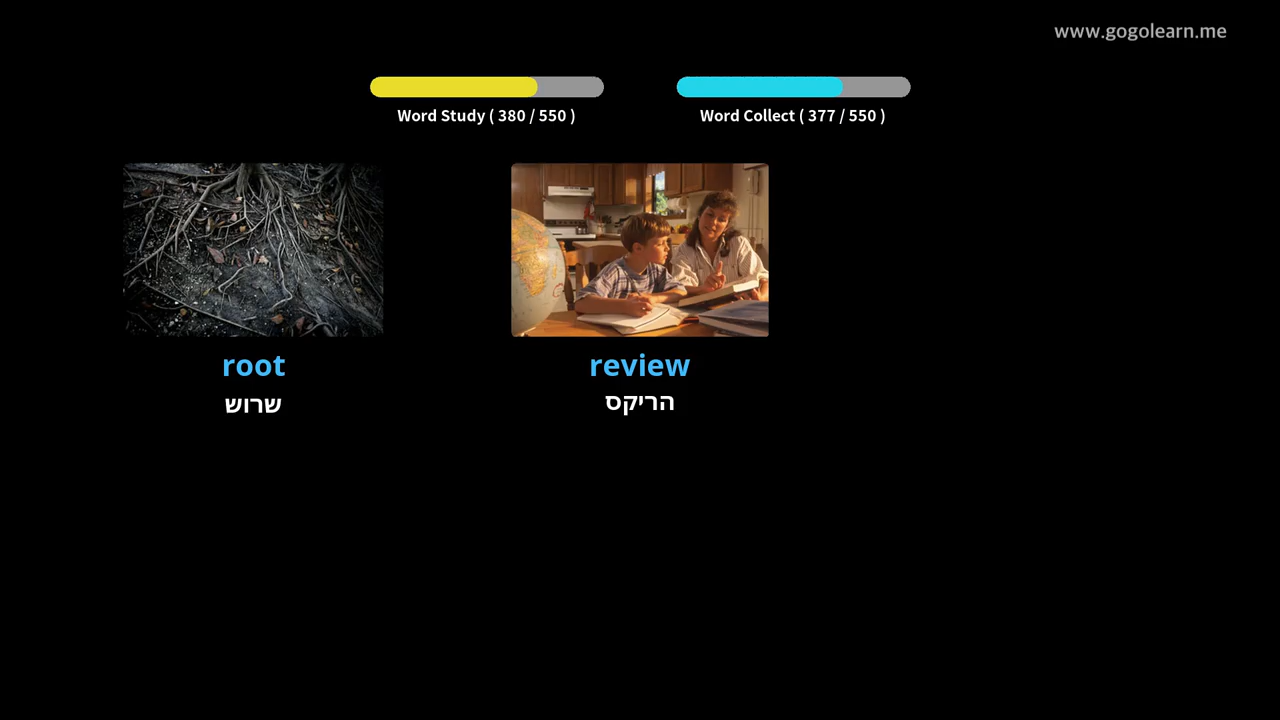 www.gogolearn.me
Word Study ( 380 / 550 )
Word Collect ( 377 / 550 )
root
שרוש
review
הריקס